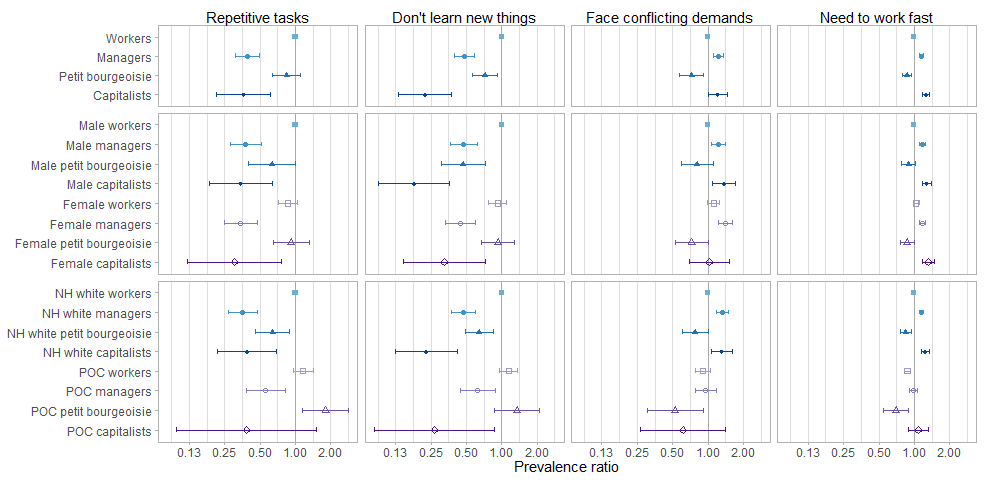 Repetitive tasks Don't learn new things Face conflicting demands Need to work fast
Workers
Managers
Petit bourgeoisie
Capitalists
Male workers
Male managers
Male petit bourgeoisie
Male capitalists
Female workers
Female managers
Female petit bourgeoisie
Female capitalists
NH white workers
NH white managers
NH white petit bourgeoisie
NH white capitalists
POC workers
POC managers
POC petit bourgeoisie
POC capitalists
0.13 0.25 0.50 1.00 2.00 0.13 0.25 0.50 1.00 2.00 0.13 0.25 0.50 1.00 2.00 0.13 0.25 0.50 1.00 2.00
Prevalence ratio